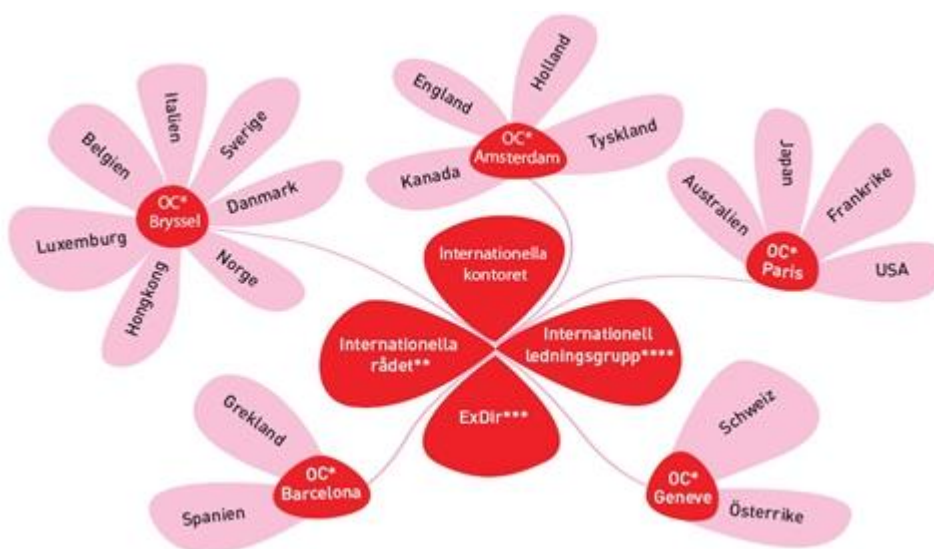 Italien
Sverige
Belgien
Danmark
OC*
Bryssel
Luxemburg
Norge
Hongkong
Holland
England
OC*
Amsterdam
Tyskland
Kanada
Japan
Frankrike
Australien
OC*
Paris
USA
Internationella
kontoret
Internationella
rådet**
Internationell
ledningsgrupp****
ExDir***
Grekland
OC*
Barcelona
Spanien
Schweiz
OC*
Geneve
Österrike